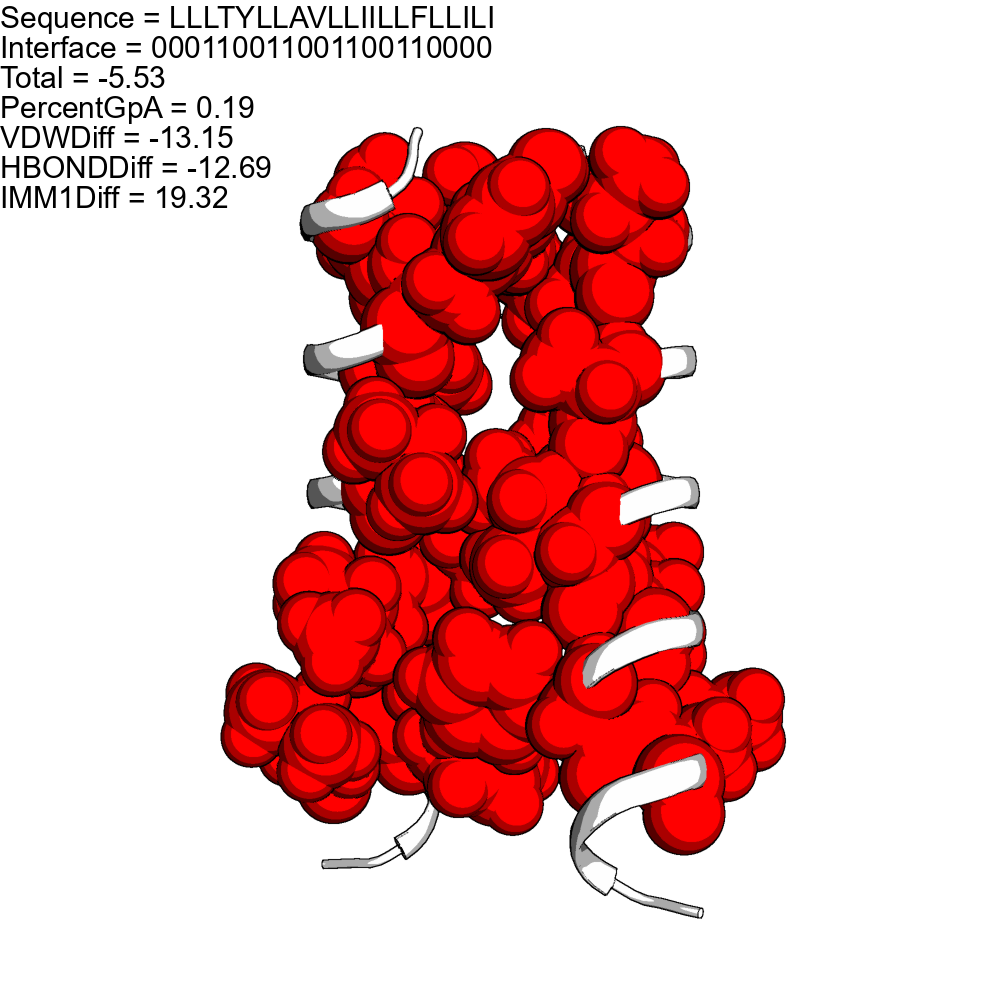 Sequence = LLLTYLLAVLLIILLFLLILI
Interface = 000110011001100110000
Total = -5.53
PercentGpA = 0.19
VDWDiff = -13.15
HBONDDiff = -12.69
IMM1Diff = 19.32